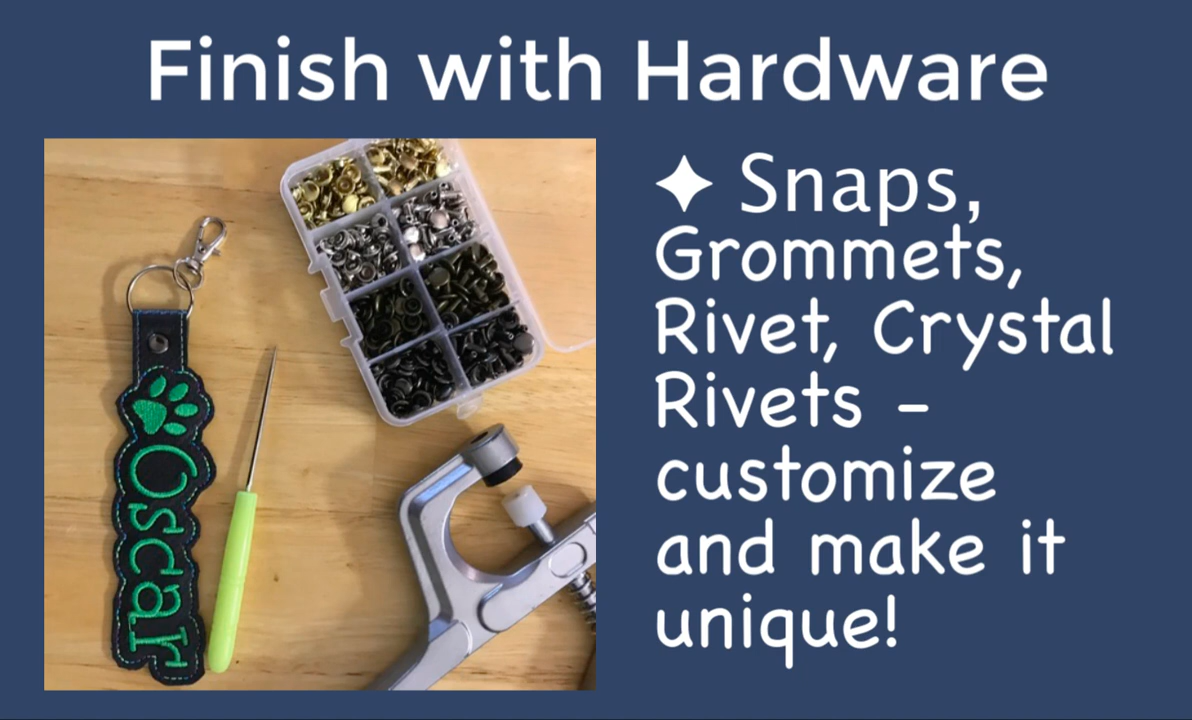 Finish with Hardware
✦ Snaps,
Grommets,
Rivet, Crystal
Rivets -
customize
and make it
unique!
Oscar